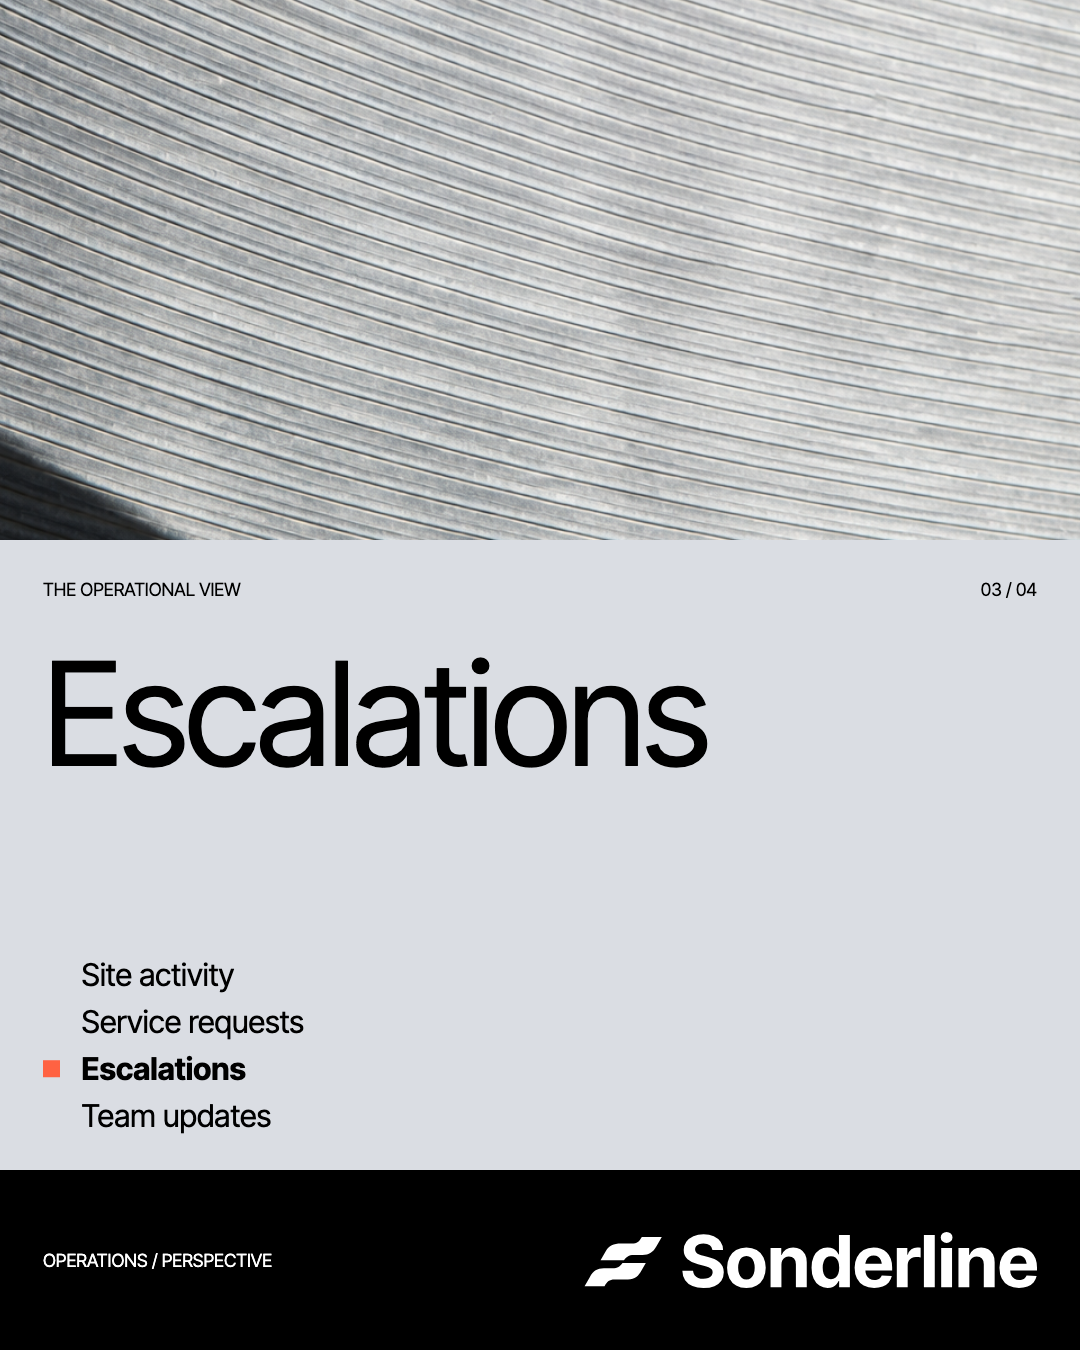 THE OPERATIONAL VIEW
03 / 04
Escalations
Site activity
Service requests
Escalations
Team updates
OPERATIONS / PERSPECTIVE
Sonderline